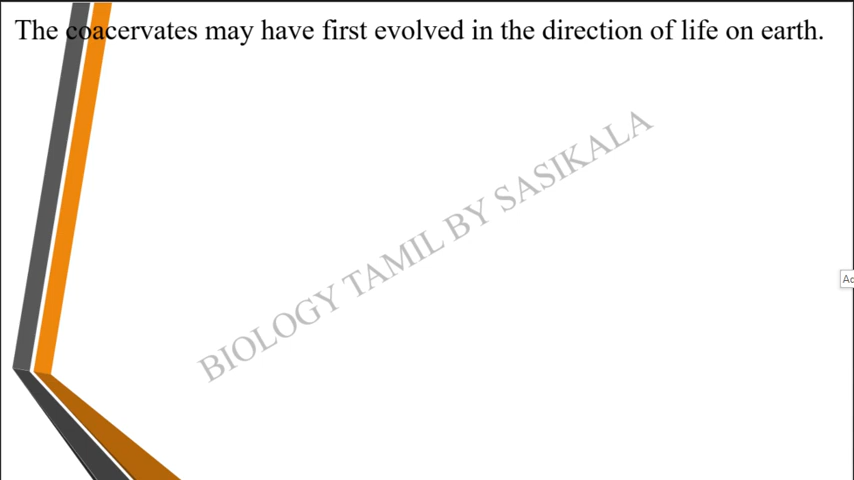 The coacervates may have first evolved in the direction of life on earth.
BIOLOGY TAMIL BY SASIKALA